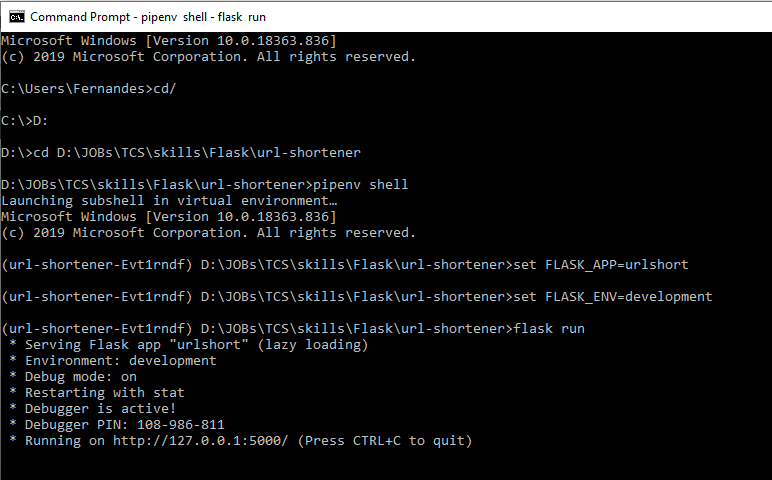 Command Prompt - pipenv  shell - flask  run
Microsoft Windows [Version 10.0.18363.836]
(c) 2019 Microsoft Corporation. All rights reserved.
C:\Users\Fernandes>cd/
C:\>D:
D:\>cd D:\JOBs\TCS\skills\Flask\url-shortener
D:\JOBs\TCS\skills\Flask\url-shortener>pipenv shell
Launching subshell in virtual environment…
Microsoft Windows [Version 10.0.18363.836]
(c) 2019 Microsoft Corporation. All rights reserved.
(url-shortener-Evt1rndf) D:\JOBs\TCS\skills\Flask\url-shortener>set FLASK_APP=urlshort
(url-shortener-Evt1rndf) D:\JOBs\TCS\skills\Flask\url-shortener>set FLASK_ENV=development
(url-shortener-Evt1rndf) D:\JOBs\TCS\skills\Flask\url-shortener>flask run
 * Serving Flask app "urlshort" (lazy loading)
 * Environment: development
 * Debug mode: on
 * Restarting with stat
 * Debugger is active!
 * Debugger PIN: 108-986-811
 * Running on http://127.0.0.1:5000/ (Press CTRL+C to quit)